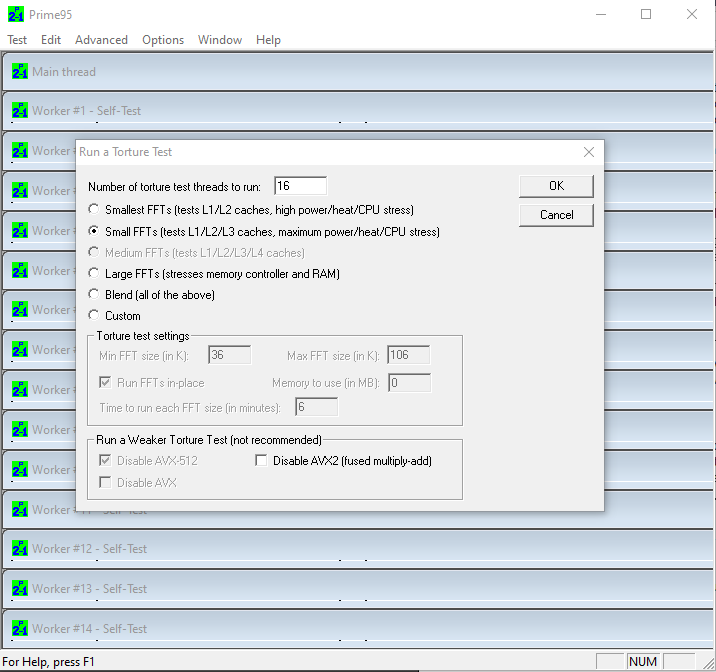 Prime95
Test Edit Advanced Options Window Help
Main thread
Worker #1 - Self-Test
Worker
Run a Torture Test
Number of torture test threads to run: 16
OK
Worker #
Smallest FFTs (tests L1/L2 caches, high power/heat/CPU stress)
Cancel
Worker #
Small FFTs (tests L1/L2/L3 caches, maximum power/heat/CPU stress)
Medium FFTs (tests L1/L2/L3/L4 caches)
Worker #
Large FFTs (stresses memory controller and RAM)
Blend (all of the above)
Worker #
Custom
Torture test settings
Worker #
Min FFT size (in K): 36 Max FFT size (in K): 106
Run FFTs in-place Memory to use (in MB): 0
Worker #
Time to run each FFT size (in minutes): 6
Worker #
Run a Weaker Torture Test (not recommended)
Disable AVX-512 Disable AVX2 (fused multiply-add)
Worker #
Disable AVX
Worker #11 - Self-Test
Worker #12 - Self-Test
Worker #13 - Self-Test
Worker #14 - Self-Test
For Help, press F1 NUM